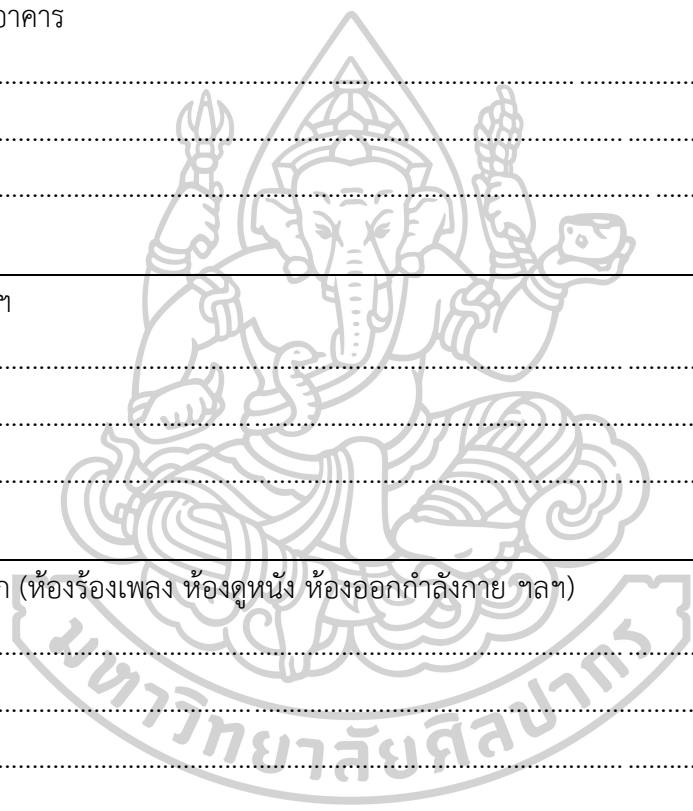 อาคาร
ฯ
ก (ห้องร้องเพลง ห้องดูหนัง ห้องออกกำลังกาย ฯลฯ)
มหาวิทยาลัยศิลปากร